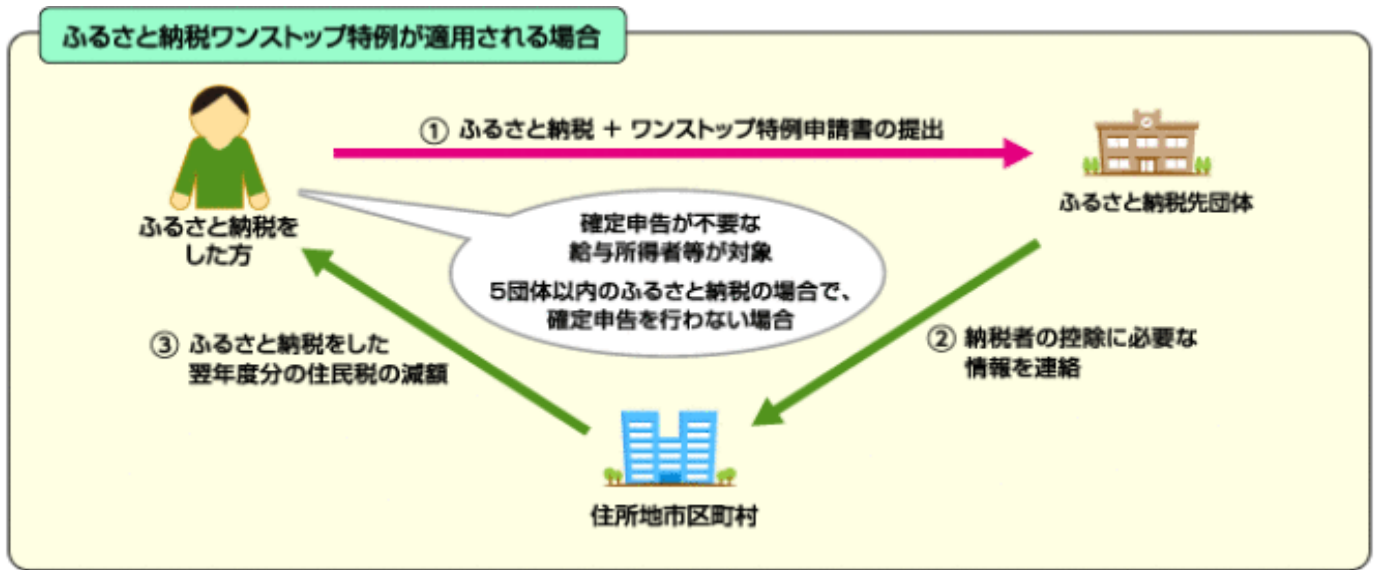 ふるさと納税ワンストップ特例が適用される場合
① ふるさと納税 + ワンストップ特例申請書の提出
ふるさと納税を
した方
ふるさと納税先団体
確定申告が不要な
給与所得者等が対象
5団体以内のふるさと納税の場合で、
確定申告を行わない場合
② 納税者の控除に必要な
情報を連絡
③ ふるさと納税をした
翌年度分の住民税の減額
住所地市区町村